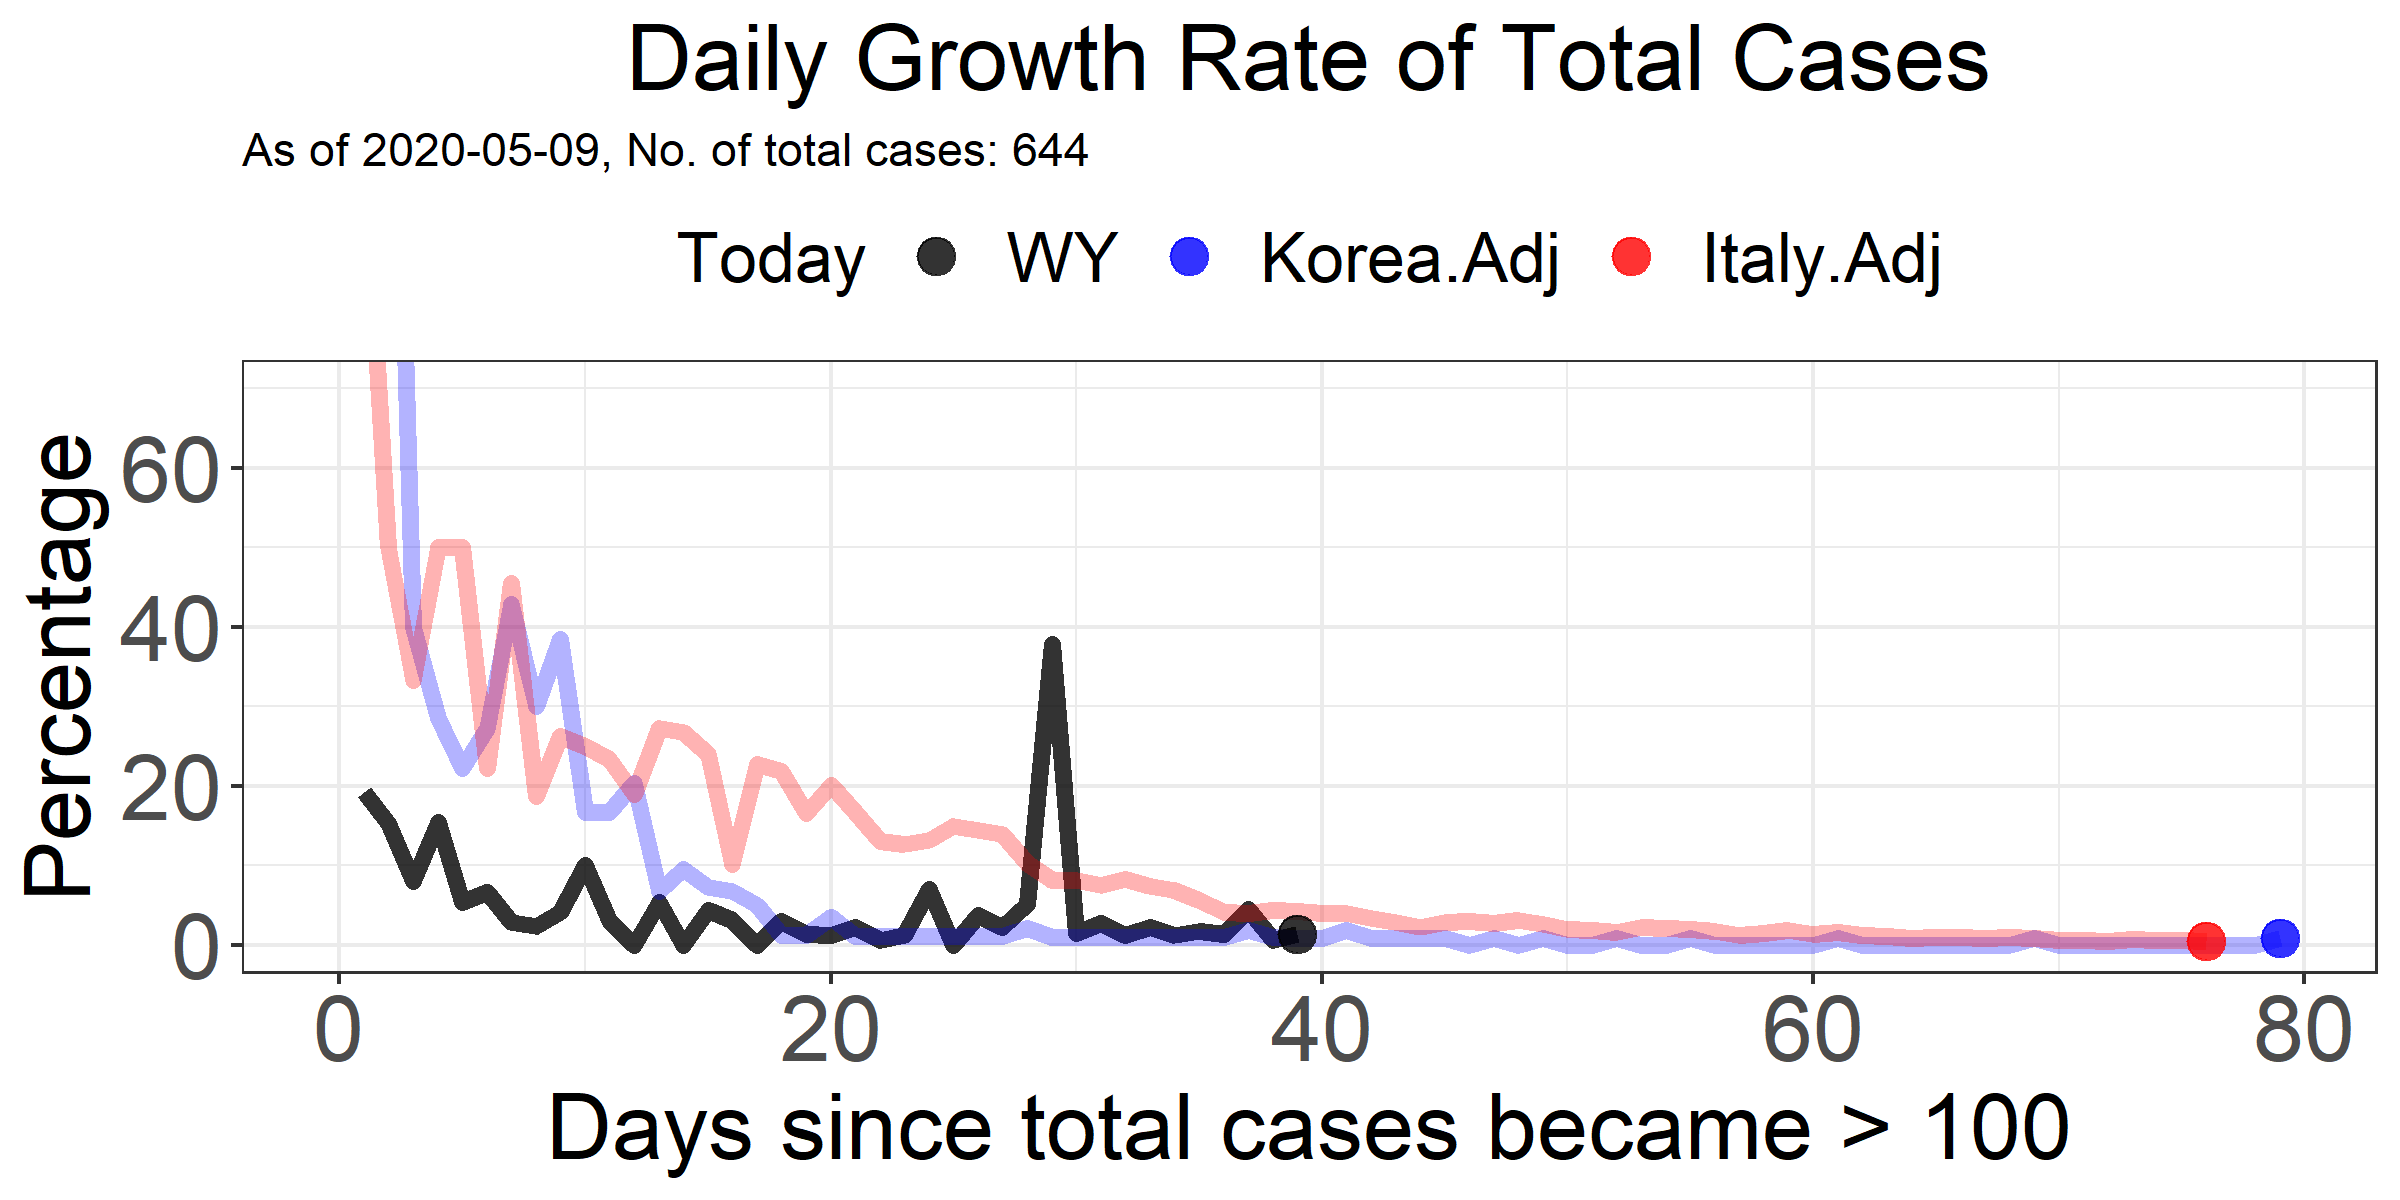 Daily Growth Rate of Total Cases
As of 2020-05-09, No. of total cases: 644
Today WY Korea.Adj Italy.Adj
Percentage
60
40
20
0
0 20 40 60 80
Days since total cases became > 100